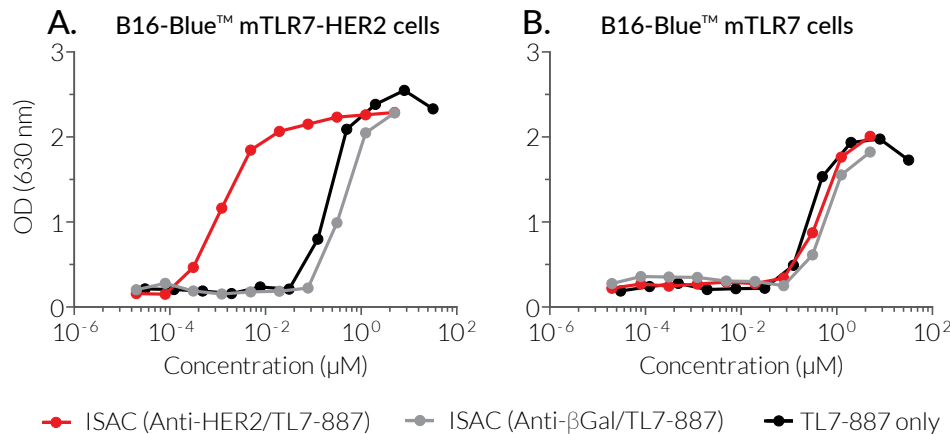 A. B16-Blue™ mTLR7-HER2 cells
B. B16-Blue™ mTLR7 cells
OD (630 nm)
3
2
1
0
10⁻⁶ 10⁻⁴ 10⁻² 10⁰ 10²
Concentration (µM)
3
2
1
0
10⁻⁶ 10⁻⁴ 10⁻² 10⁰ 10²
Concentration (µM)
ISAC (Anti-HER2/TL7-887) ISAC (Anti-βGal/TL7-887) TL7-887 only